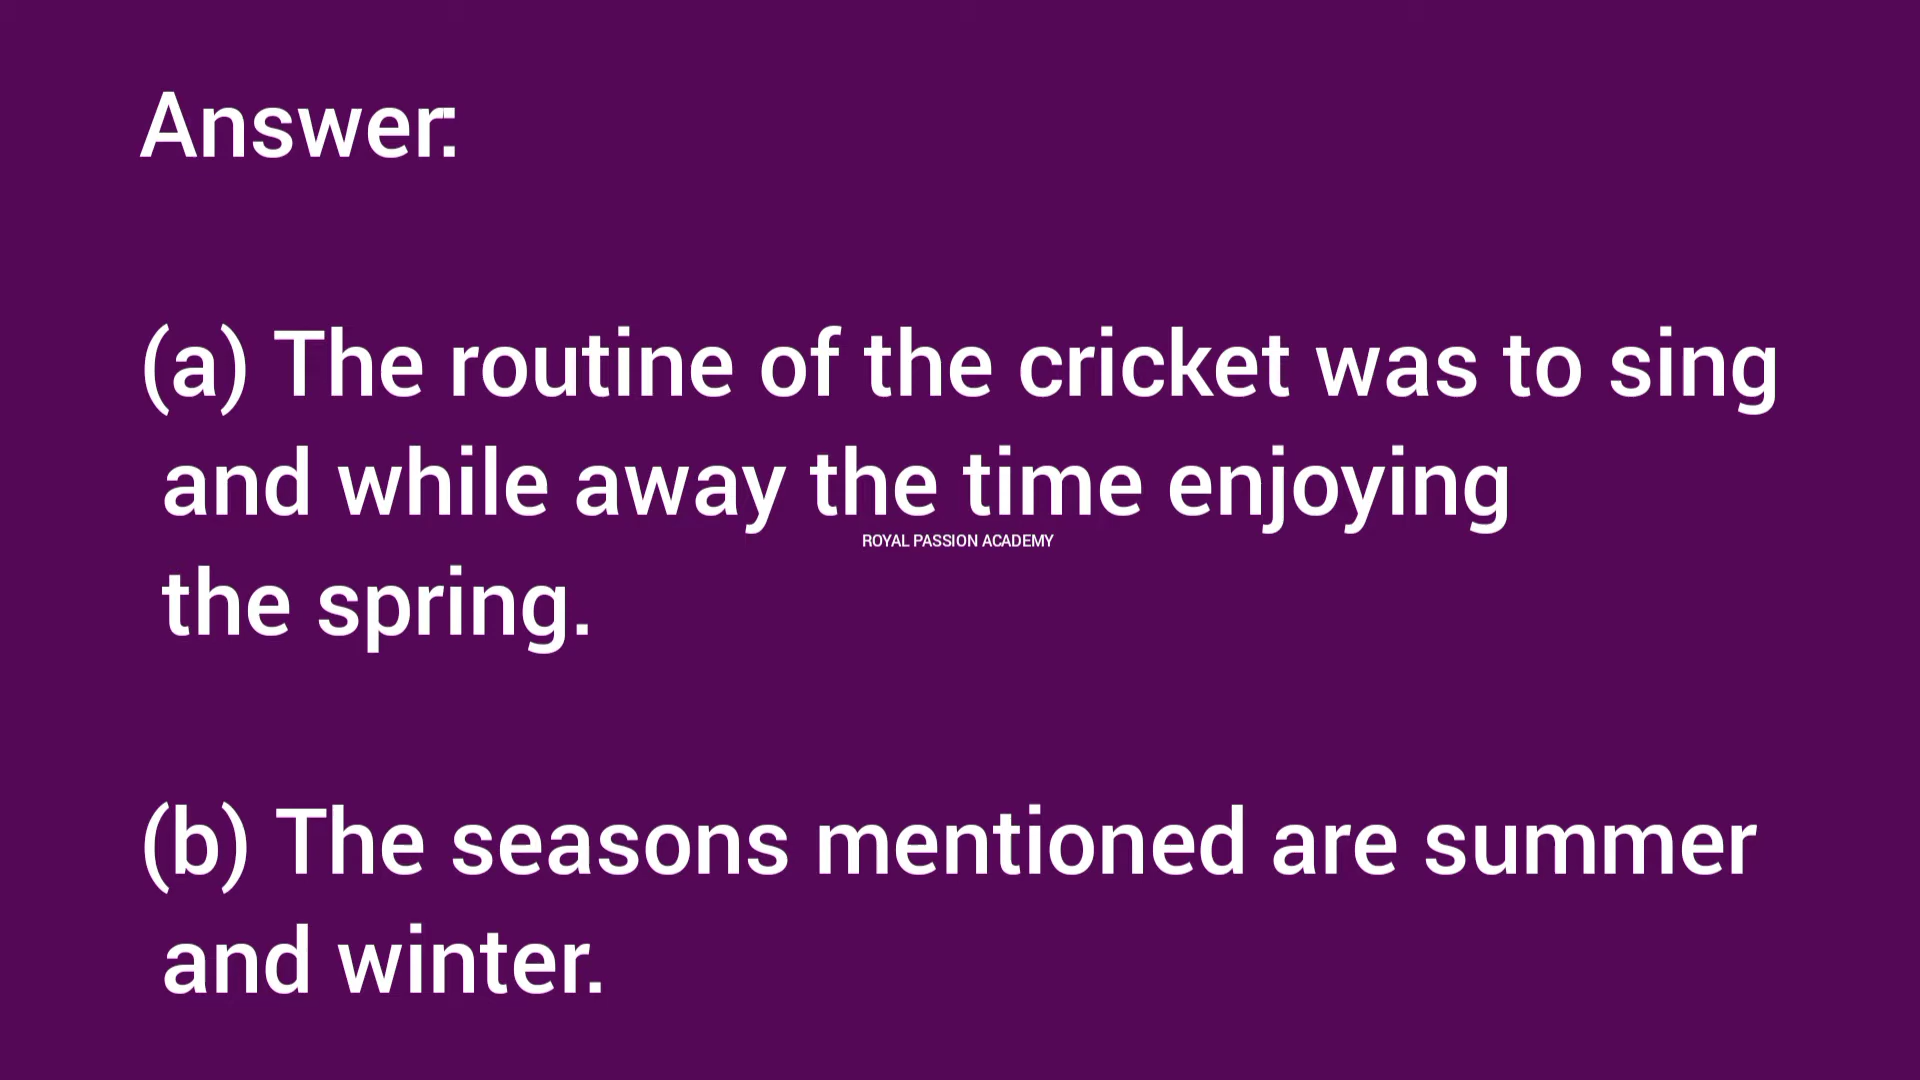 Answer:
(a) The routine of the cricket was to sing
and while away the time enjoying
ROYAL PASSION ACADEMY
the spring.
(b) The seasons mentioned are summer
and winter.